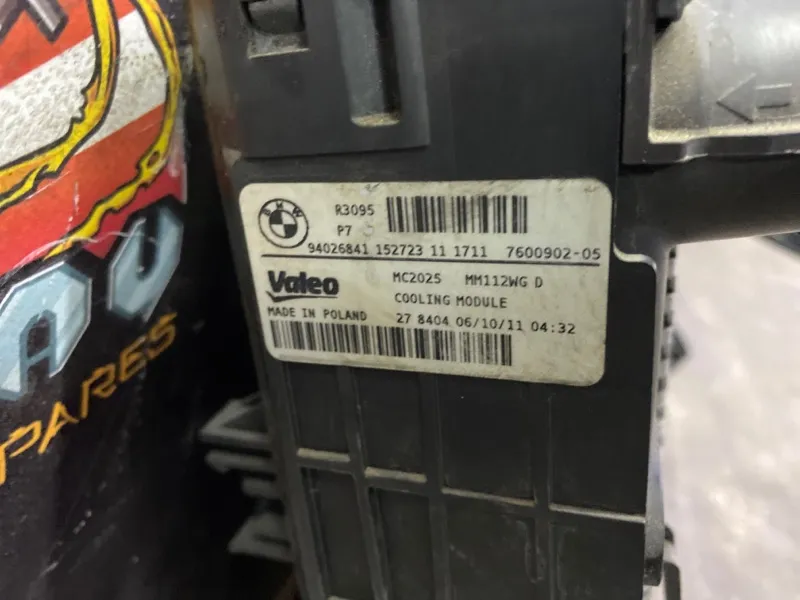 BMW
R3095
P7
94026841 152723 11 1711 7600902-05
Valeo
MC2025 MM112WG D
COOLING MODULE
MADE IN POLAND
27 8404 06/10/11 04:32
PARES